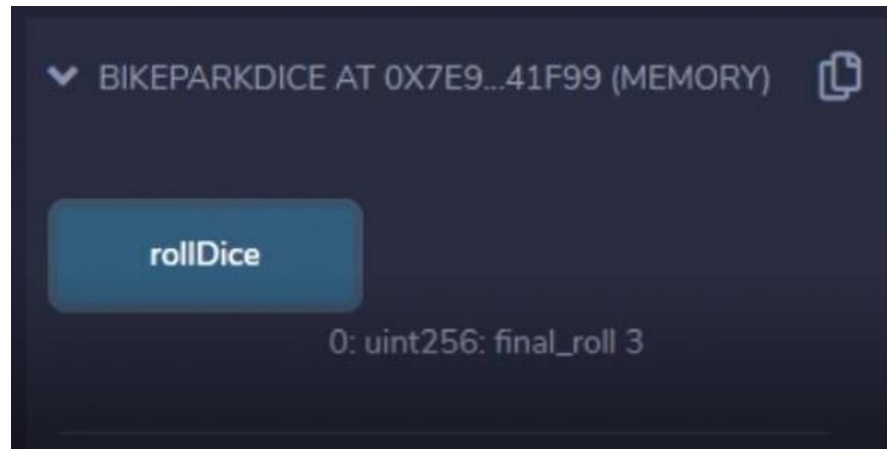 BIKEPARKDICE AT 0X7E9...41F99 (MEMORY)
rollDice
0: uint256: final_roll 3